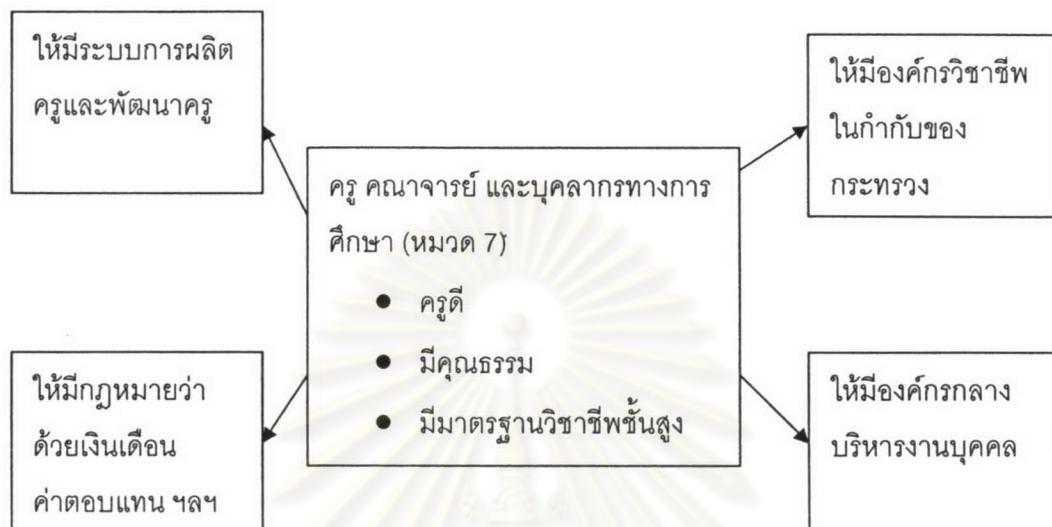 ให้มีระบบการผลิต
ครูและพัฒนาครู
ให้มีองค์กรวิชาชีพ
ในกำกับของ
กระทรวง
ครู คณาจารย์ และบุคลากรทางการ
ศึกษา (หมวด 7)
● ครูดี
● มีคุณธรรม
● มีมาตรฐานวิชาชีพชั้นสูง
ให้มีกฎหมายว่า
ด้วยเงินเดือน
ค่าตอบแทน ฯลฯ
ให้มีองค์กรกลาง
บริหารงานบุคคล